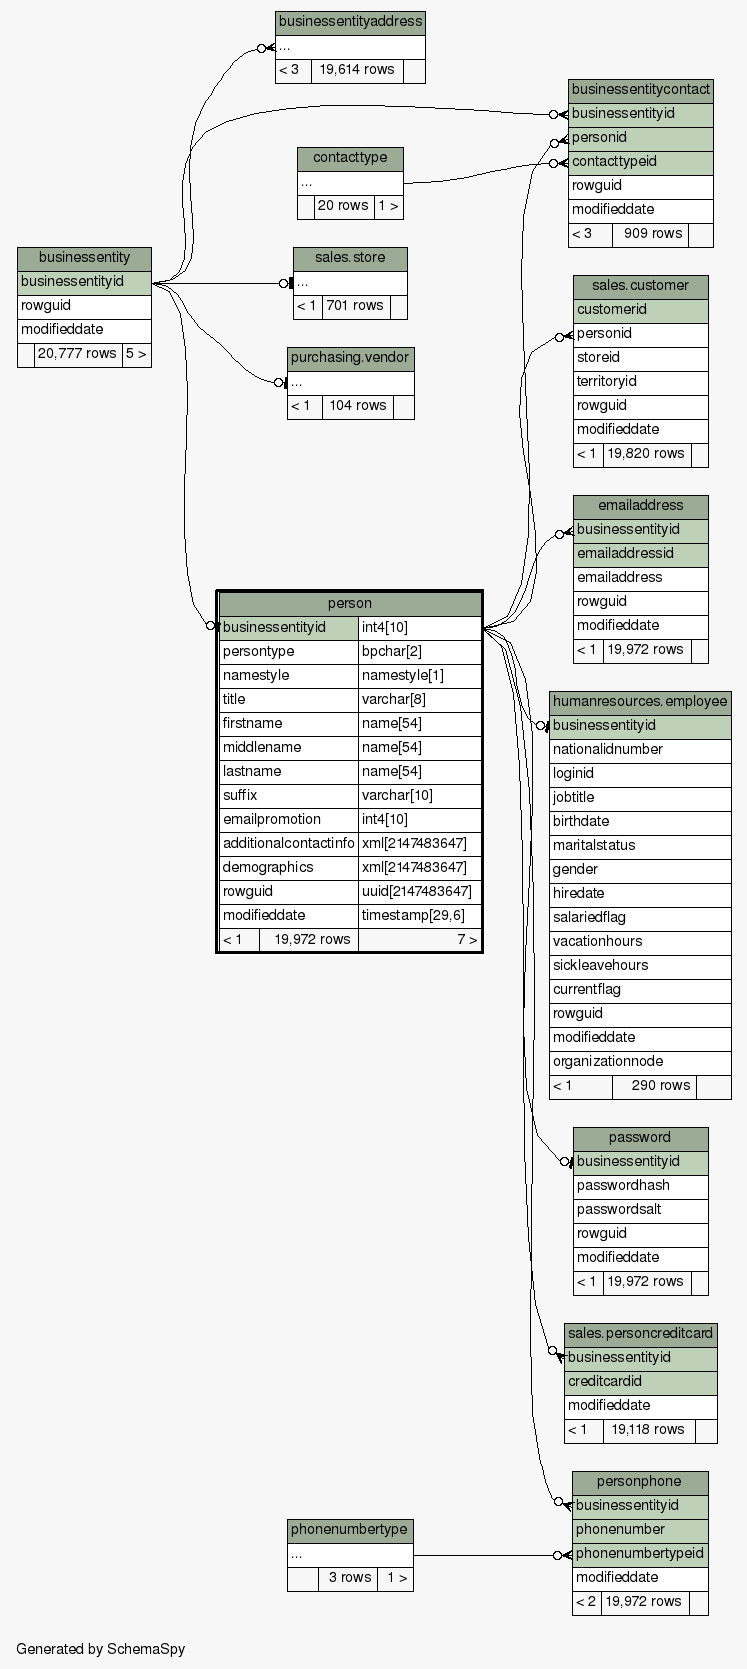 businessentityaddress
...
< 3 19,614 rows
businessentitycontact
businessentityid
personid
contacttypeid
rowguid
modifieddate
< 3 909 rows
contacttype
...
20 rows 1 >
businessentity
businessentityid
rowguid
modifieddate
20,777 rows 5 >
sales.store
...
< 1 701 rows
purchasing.vendor
...
< 1 104 rows
sales.customer
customerid
personid
storeid
territoryid
rowguid
modifieddate
< 1 19,820 rows
emailaddress
businessentityid
emailaddressid
emailaddress
rowguid
modifieddate
< 1 19,972 rows
person
businessentityid int4[10]
persontype bpchar[2]
namestyle namestyle[1]
title varchar[8]
firstname name[54]
middlename name[54]
lastname name[54]
suffix varchar[10]
emailpromotion int4[10]
additionalcontactinfo xml[2147483647]
demographics xml[2147483647]
rowguid uuid[2147483647]
modifieddate timestamp[29,6]
< 1 19,972 rows 7 >
humanresources.employee
businessentityid
nationalidnumber
loginid
jobtitle
birthdate
maritalstatus
gender
hiredate
salariedflag
vacationhours
sickleavehours
currentflag
rowguid
modifieddate
organizationnode
< 1 290 rows
password
businessentityid
passwordhash
passwordsalt
rowguid
modifieddate
< 1 19,972 rows
sales.personcreditcard
businessentityid
creditcardid
modifieddate
< 1 19,118 rows
personphone
businessentityid
phonenumber
phonenumbertypeid
modifieddate
< 2 19,972 rows
phonenumbertype
...
3 rows 1 >
Generated by SchemaSpy